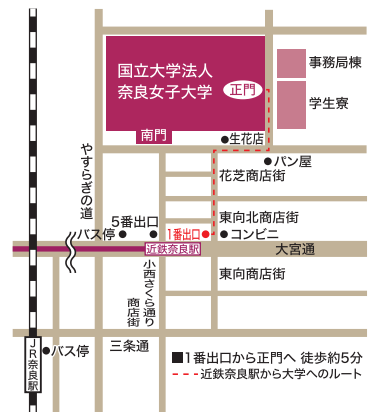 国立大学法人
奈良女子大学
正門
事務局棟
学生寮
南門
生花店
パン屋
やすらぎの道
花芝商店街
5番出口
東向北商店街
バス停
1番出口
コンビニ
近鉄奈良駅
大宮通
小西さくら通り
商店街
東向商店街
JR奈良駅
バス停
三条通
■1番出口から正門へ 徒歩約5分
近鉄奈良駅から大学へのルート